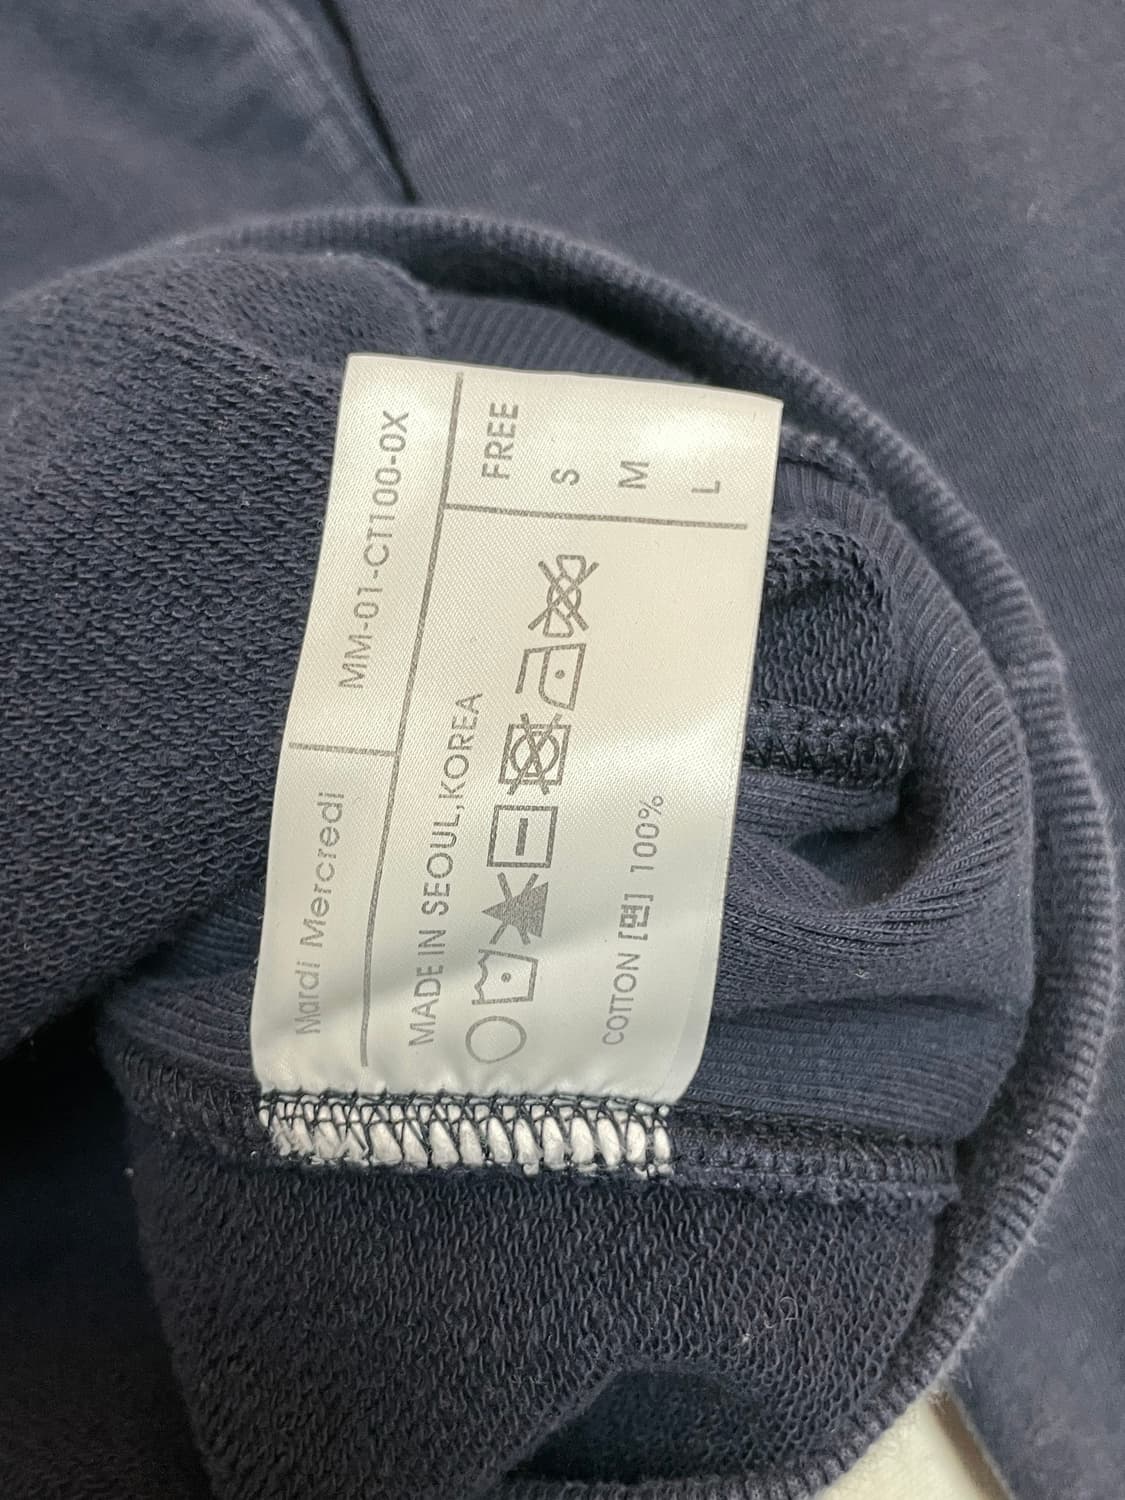 Mardi Mercredi
MM-01-CT100-0X
MADE IN SEOUL,KOREA
FREE
S
M
L
COTTON [면] 100%